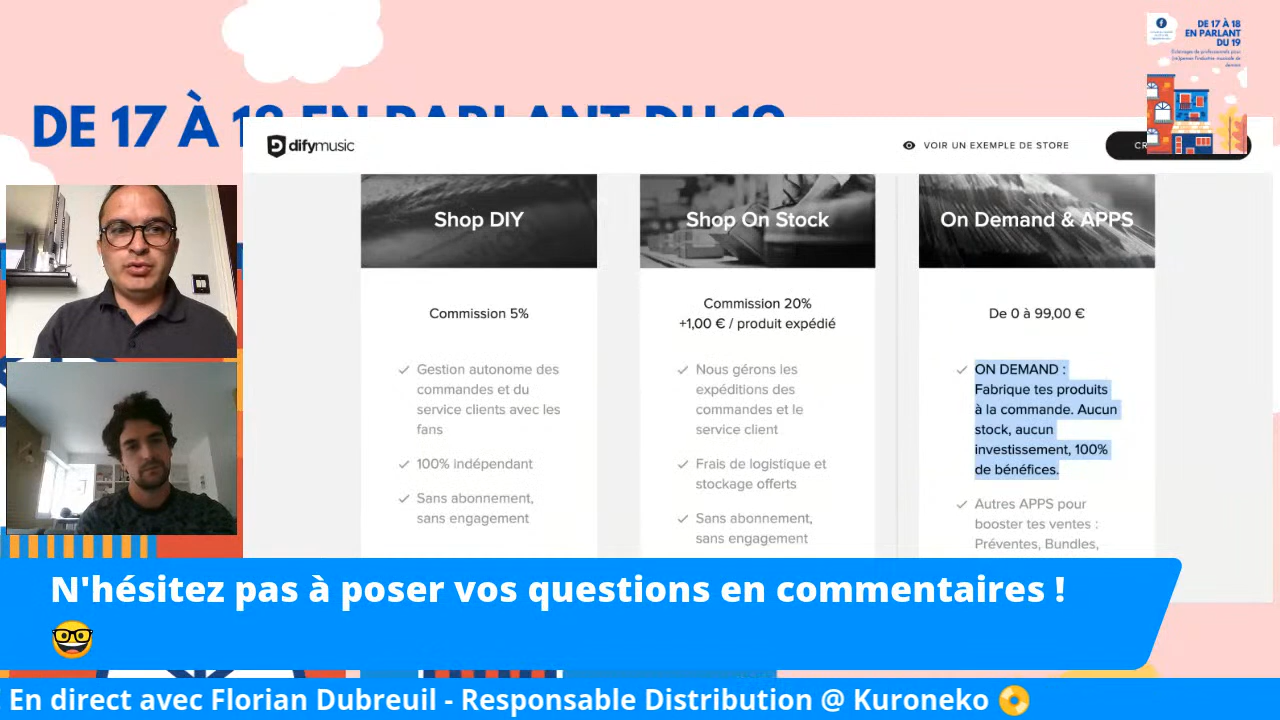 DE 17 À 18 EN PARLANT DU 19
DE 17 À 18
EN PARLANT
DU 19
difymusic
VOIR UN EXEMPLE DE STORE
Shop DIY
Commission 5%
Gestion autonome des
commandes et du
service clients avec les
fans
100% indépendant
Sans abonnement,
sans engagement
Shop On Stock
Commission 20%
+1,00 € / produit expédié
Nous gérons les
expéditions des
commandes et le
service client
Frais de logistique et
stockage offerts
Sans abonnement,
sans engagement
On Demand & APPS
De 0 à 99,00 €
ON DEMAND :
Fabrique tes produits
à la commande. Aucun
stock, aucun
investissement, 100%
de bénéfices.
Autres APPS pour
booster tes ventes :
Préventes, Bundles,
N'hésitez pas à poser vos questions en commentaires !
🤓
En direct avec Florian Dubreuil - Responsable Distribution @ Kuroneko 📀